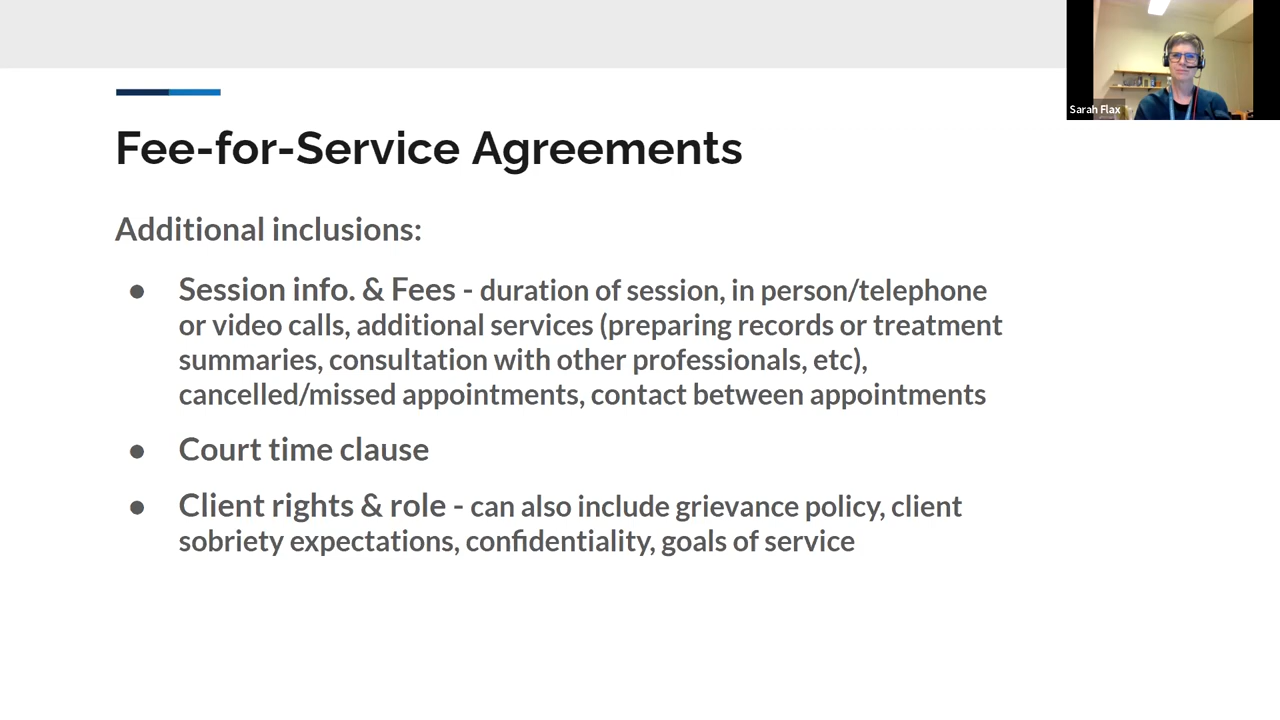 Sarah Flax
Fee-for-Service Agreements
Additional inclusions:
● Session info. & Fees - duration of session, in person/telephone
or video calls, additional services (preparing records or treatment
summaries, consultation with other professionals, etc),
cancelled/missed appointments, contact between appointments
● Court time clause
● Client rights & role - can also include grievance policy, client
sobriety expectations, confidentiality, goals of service